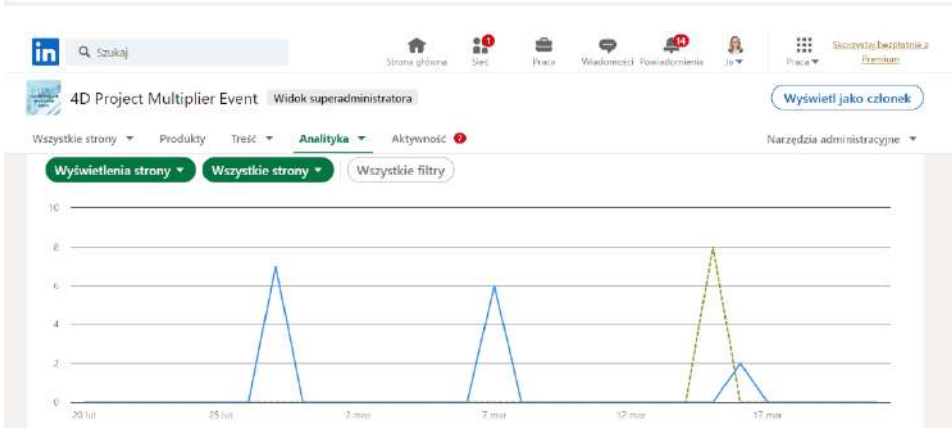 in Szukaj
1
14
Strona główna Sieć Praca Wiadomości Powiadomienia Ja Praca Skorzystaj bezpłatnie z
Premium
4D Project Multiplier Event Widok superadministratora Wyświetl jako członek
Wszystkie strony Produkty Treść Analityka Aktywność 7 Narzędzia administracyjne
Wyświetlenia strony Wszystkie strony Wszystkie filtry
10
8
6
4
2
0
20 lut 25 lut 2 mar 7 mar 12 mar 17 mar